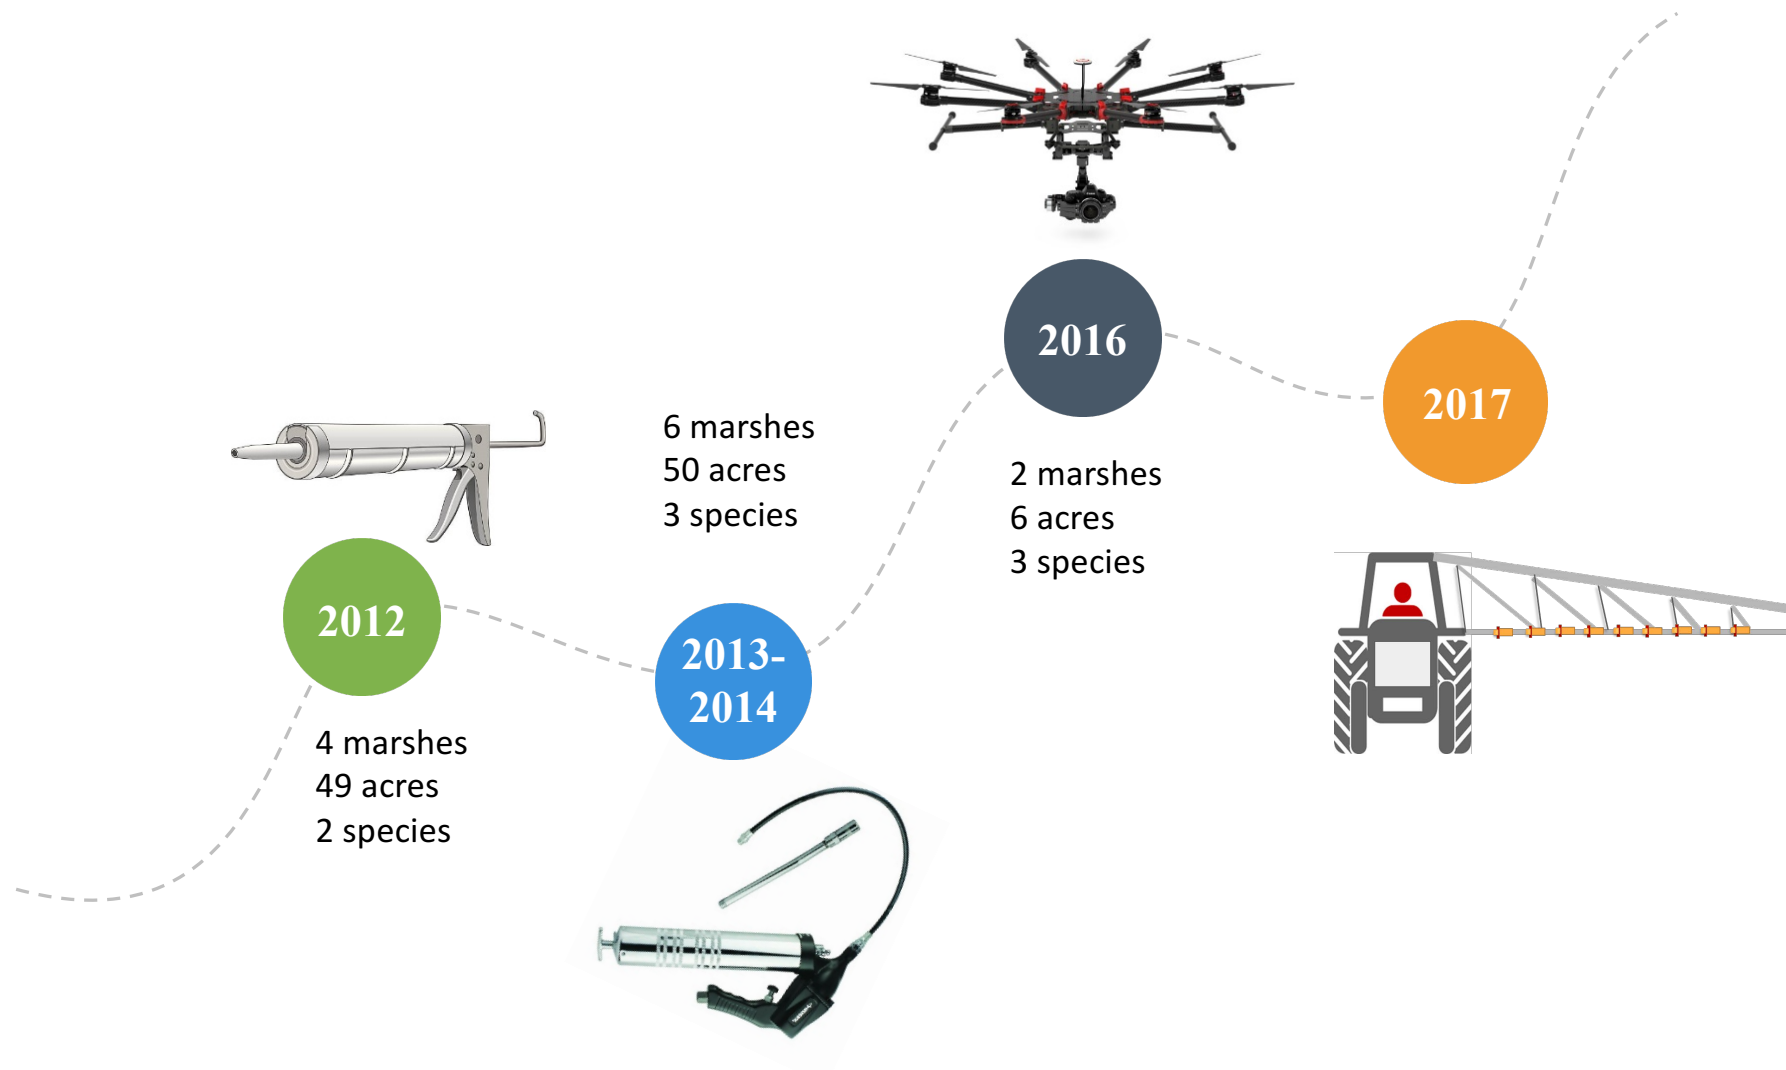 2012
4 marshes
49 acres
2 species
6 marshes
50 acres
3 species
2013-
2014
2016
2 marshes
6 acres
3 species
2017